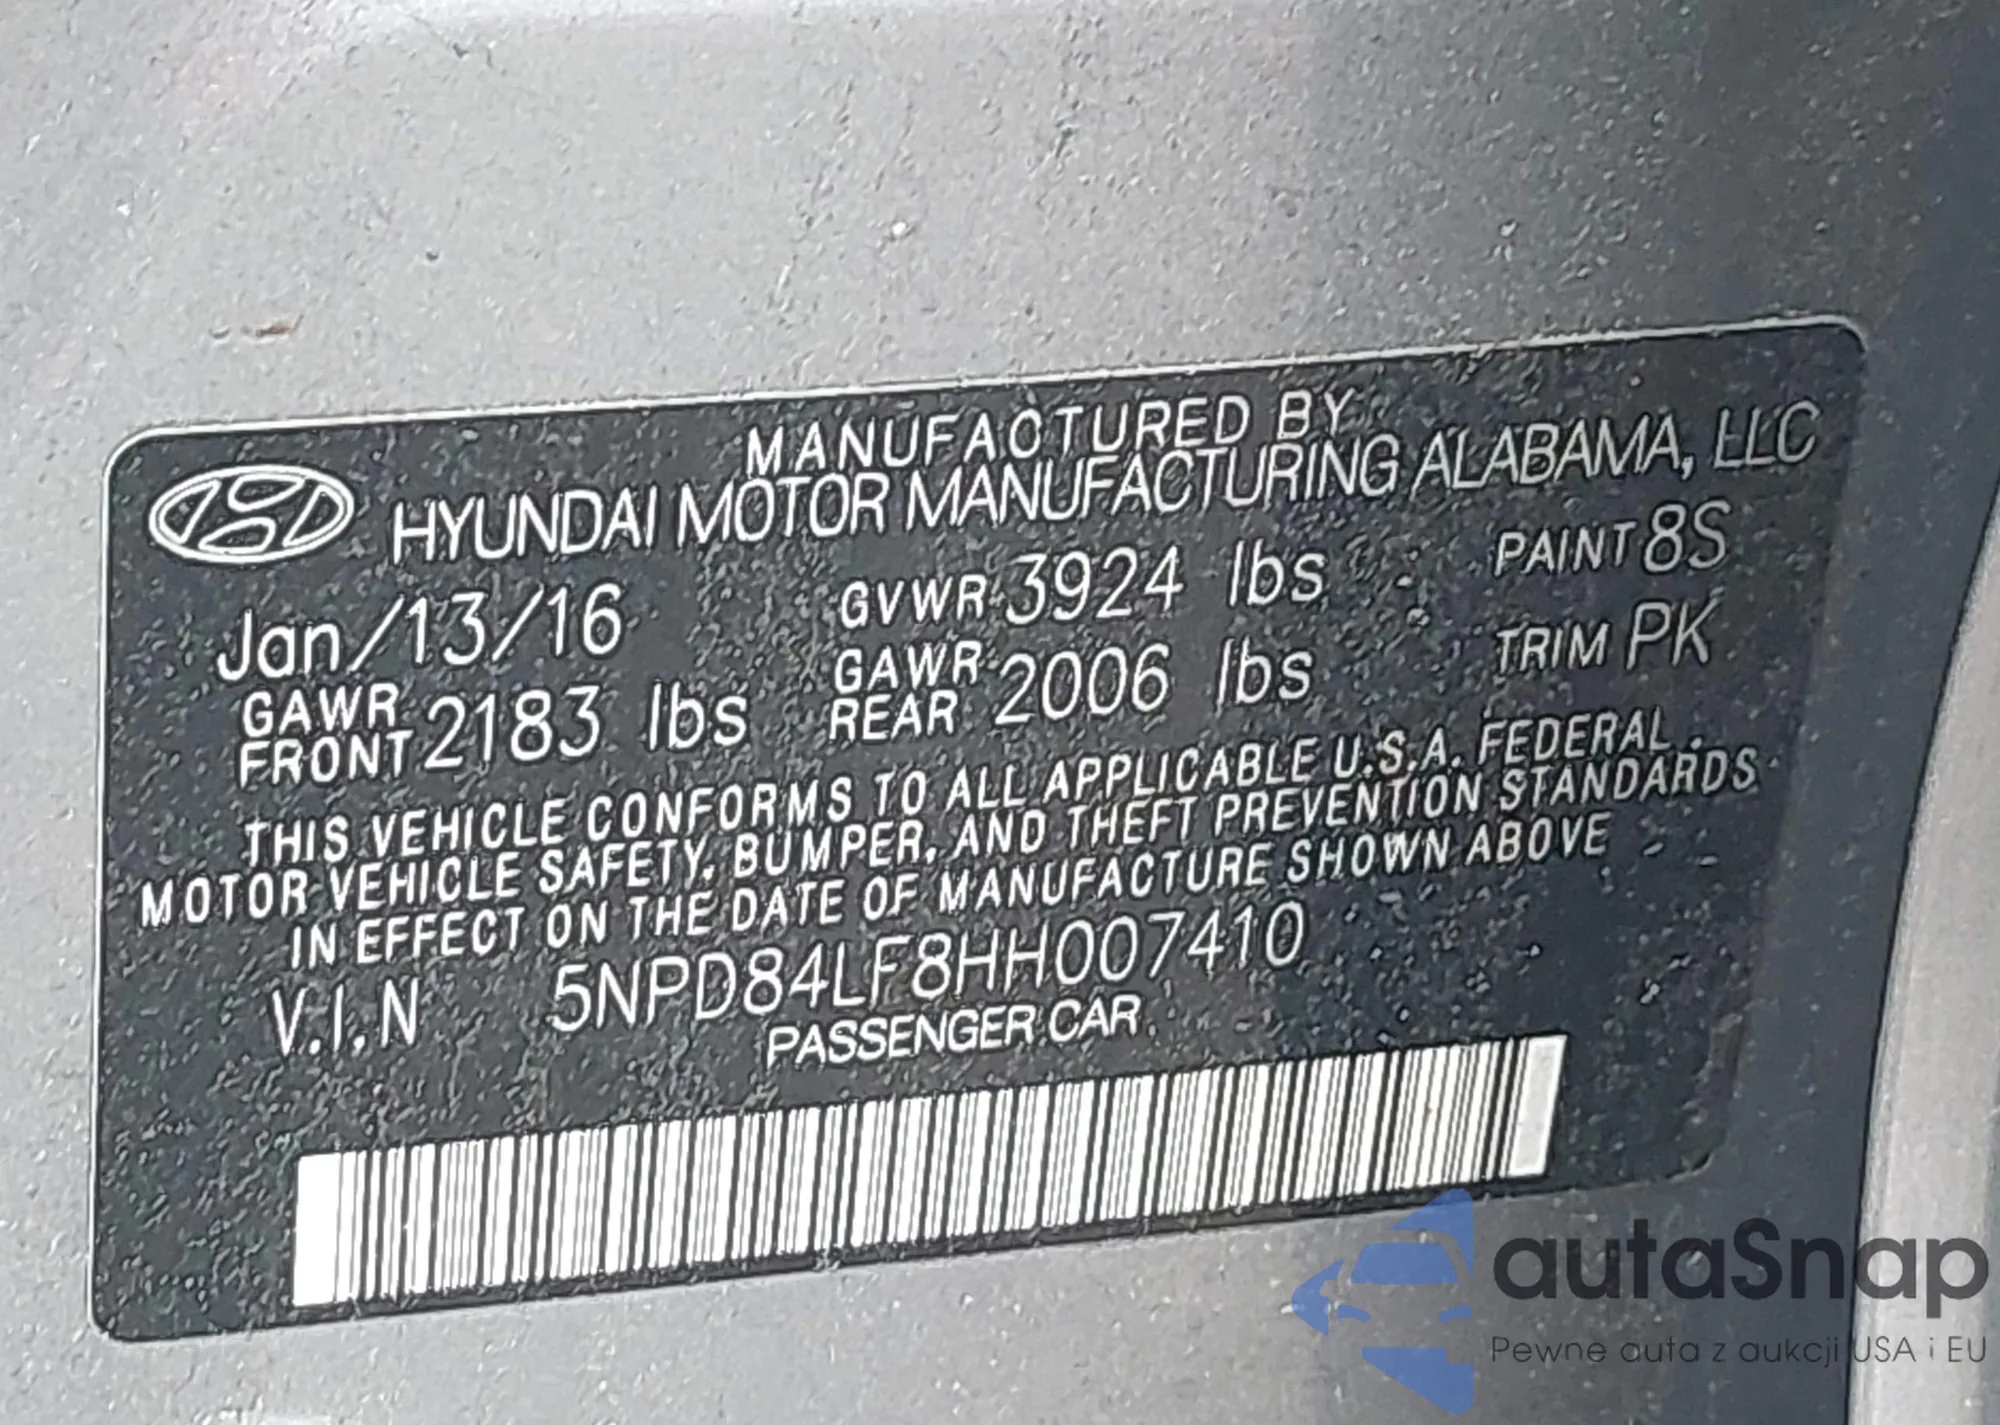 MANUFACTURED BY
HYUNDAI MOTOR MANUFACTURING ALABAMA, LLC
Jan/13/16 GVWR 3924 lbs PAINT 8S
GAWR FRONT 2183 lbs GAWR REAR 2006 lbs TRIM PK
THIS VEHICLE CONFORMS TO ALL APPLICABLE U.S.A. FEDERAL
MOTOR VEHICLE SAFETY, BUMPER, AND THEFT PREVENTION STANDARDS
IN EFFECT ON THE DATE OF MANUFACTURE SHOWN ABOVE
V.I.N 5NPD84LF8HH007410
PASSENGER CAR
autaSnap
Pewne auta z aukcji USA i EU